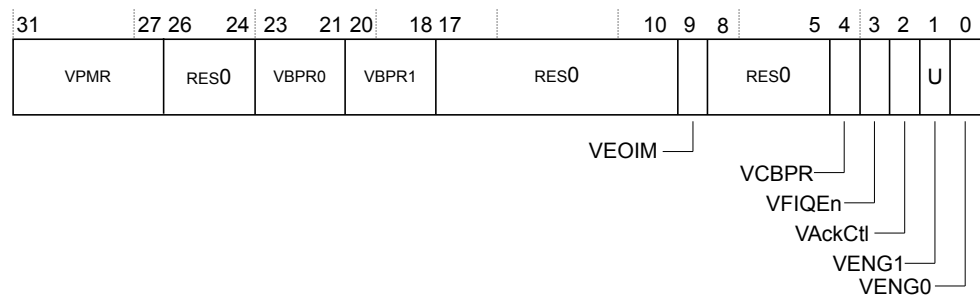 31 27 26 24 23 21 20 18 17 10 9 8 5 4 3 2 1 0
VPMR RES0 VBPR0 VBPR1 RES0 RES0 U
VEOIM
VCBPR
VFIQEn
VAckCtl
VENG1
VENG0